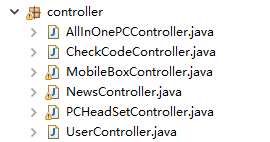 controller
AllInOnePCController.java
CheckCodeController.java
MobileBoxController.java
NewsController.java
PCHeadSetController.java
UserController.java